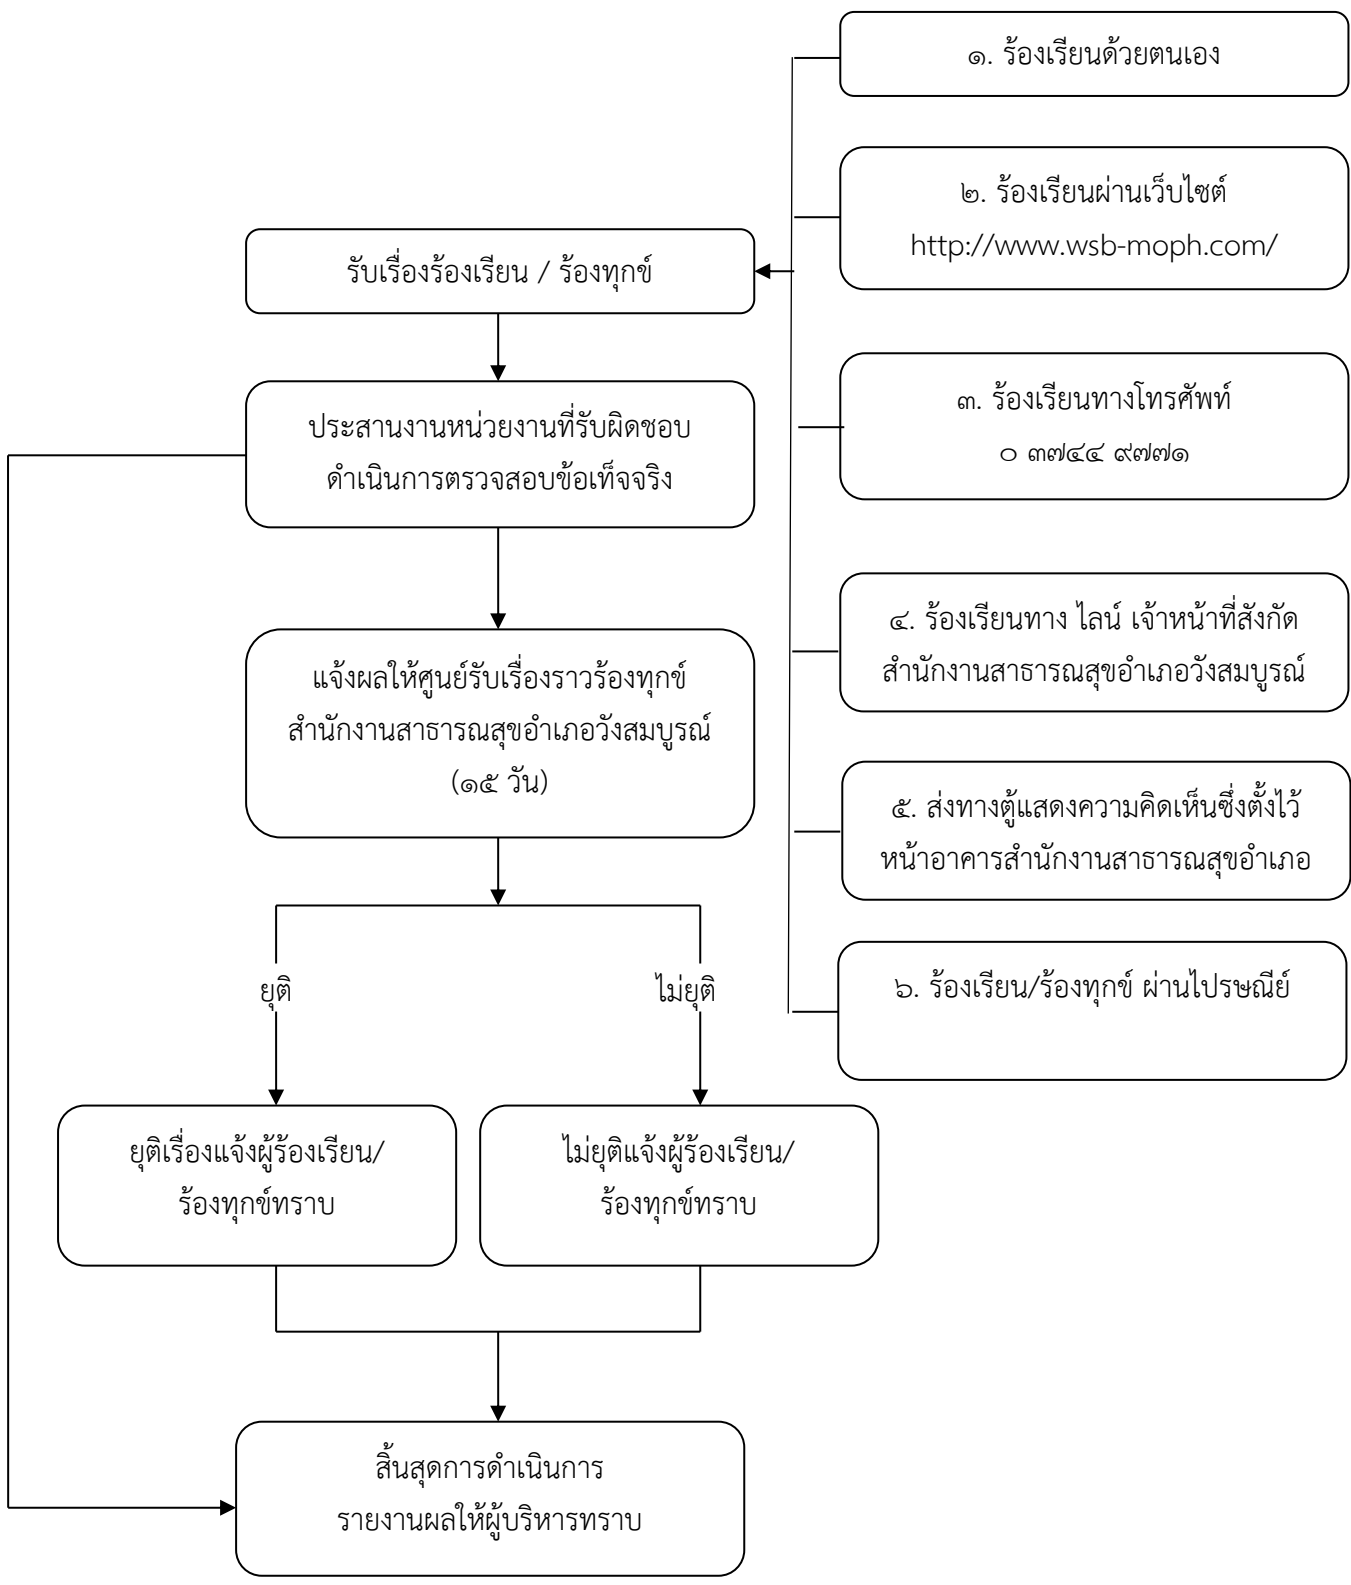 ๑. ร้องเรียนด้วยตนเอง
๒. ร้องเรียนผ่านเว็บไซต์
http://www.wsb-moph.com/
๓. ร้องเรียนทางโทรศัพท์
๐ ๓๗๔๔ ๙๗๗๑
๔. ร้องเรียนทาง ไลน์ เจ้าหน้าที่สังกัด
สำนักงานสาธารณสุขอำเภอวังสมบูรณ์
๕. ส่งทางตู้แสดงความคิดเห็นซึ่งตั้งไว้
หน้าอาคารสำนักงานสาธารณสุขอำเภอ
๖. ร้องเรียน/ร้องทุกข์ ผ่านไปรษณีย์
รับเรื่องร้องเรียน / ร้องทุกข์
ประสานงานหน่วยงานที่รับผิดชอบ
ดำเนินการตรวจสอบข้อเท็จจริง
แจ้งผลให้ศูนย์รับเรื่องราวร้องทุกข์
สำนักงานสาธารณสุขอำเภอวังสมบูรณ์
(๑๕ วัน)
ยุติ
ไม่ยุติ
ยุติเรื่องแจ้งผู้ร้องเรียน/
ร้องทุกข์ทราบ
ไม่ยุติแจ้งผู้ร้องเรียน/
ร้องทุกข์ทราบ
สิ้นสุดการดำเนินการ
รายงานผลให้ผู้บริหารทราบ